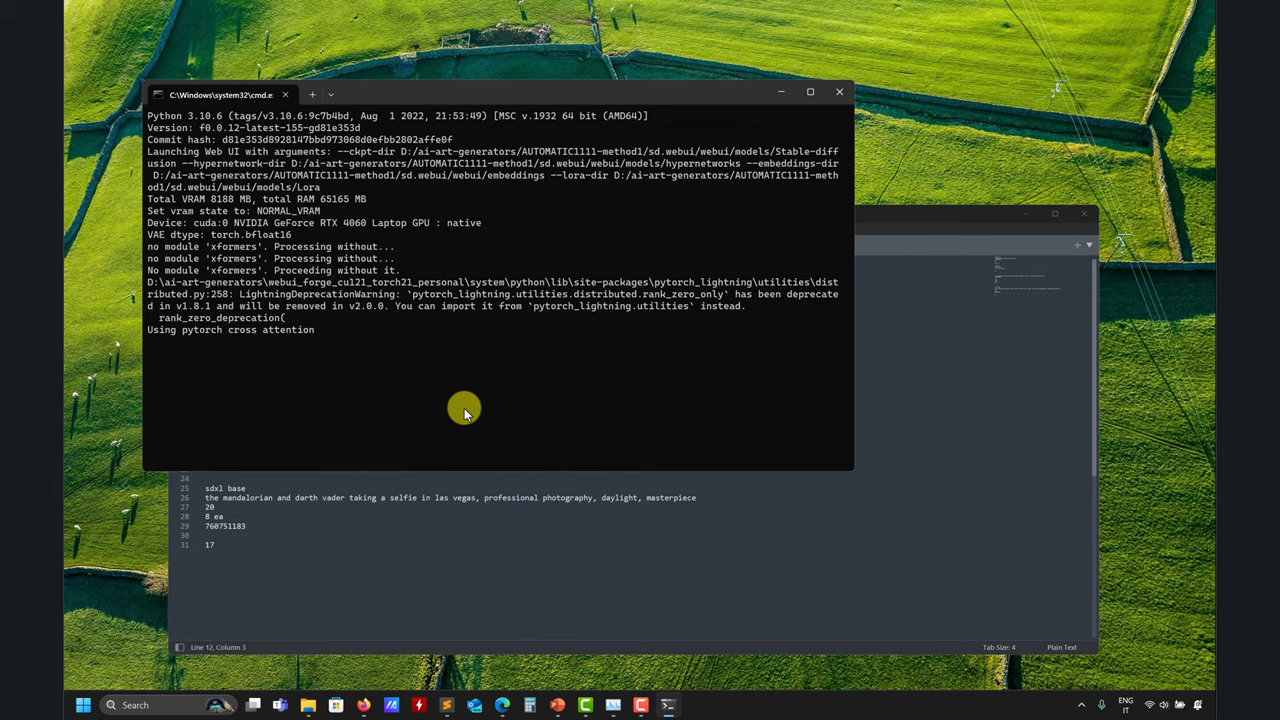 C:\Windows\system32\cmd.e
Python 3.10.6 (tags/v3.10.6:9c7b4bd, Aug  1 2022, 21:53:49) [MSC v.1932 64 bit (AMD64)]
Version: f0.0.12-latest-155-gd81e353d
Commit hash: d81e353d8928147bbd973068d0efbb2802affe0f
Launching Web UI with arguments: --ckpt-dir D:/ai-art-generators/AUTOMATIC1111-method1/sd.webui/webui/models/Stable-diff
usion --hypernetwork-dir D:/ai-art-generators/AUTOMATIC1111-method1/sd.webui/webui/models/hypernetworks --embeddings-dir
D:/ai-art-generators/AUTOMATIC1111-method1/sd.webui/webui/embeddings --lora-dir D:/ai-art-generators/AUTOMATIC1111-meth
od1/sd.webui/webui/models/Lora
Total VRAM 8188 MB, total RAM 65165 MB
Set vram state to: NORMAL_VRAM
Device: cuda:0 NVIDIA GeForce RTX 4060 Laptop GPU : native
VAE dtype: torch.bfloat16
no module 'xformers'. Processing without...
no module 'xformers'. Processing without...
No module 'xformers'. Proceeding without it.
D:\ai-art-generators\webui_forge_cu121_torch21_personal\system\python\lib\site-packages\pytorch_lightning\utilities\dist
ributed.py:258: LightningDeprecationWarning: `pytorch_lightning.utilities.distributed.rank_zero_only` has been deprecate
d in v1.8.1 and will be removed in v2.0.0. You can import it from `pytorch_lightning.utilities` instead.
rank_zero_deprecation(
Using pytorch cross attention
24
25 sdxl base
26 the mandalorian and darth vader taking a selfie in las vegas, professional photography, daylight, masterpiece
27 20
28 8 ea
29 760751183
30
31 17
Line 12, Column 3 Tab Size: 4 Plain Text
Search
ENG
IT